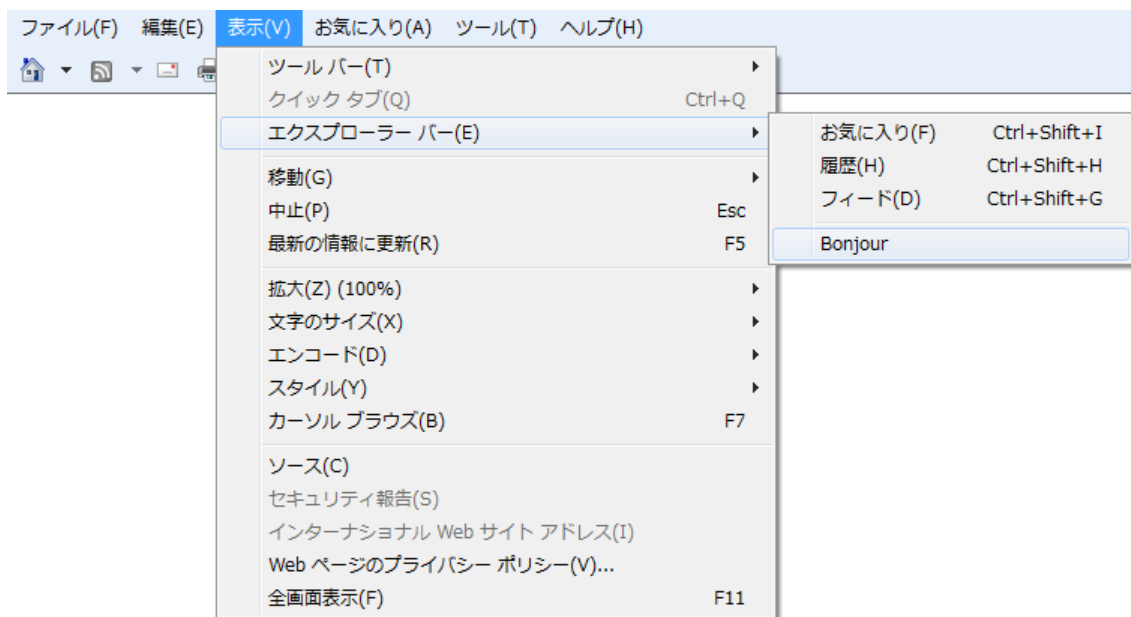 ファイル(F) 編集(E) 表示(V) お気に入り(A) ツール(T) ヘルプ(H)
ツール バー(T)
クイック タブ(Q) Ctrl+Q
エクスプローラー バー(E)
お気に入り(F) Ctrl+Shift+I
履歴(H) Ctrl+Shift+H
フィード(D) Ctrl+Shift+G
Bonjour
移動(G)
中止(P) Esc
最新の情報に更新(R) F5
拡大(Z) (100%)
文字のサイズ(X)
エンコード(D)
スタイル(Y)
カーソル ブラウズ(B) F7
ソース(C)
セキュリティ報告(S)
インターナショナル Web サイト アドレス(I)
Web ページのプライバシー ポリシー(V)...
全画面表示(F) F11